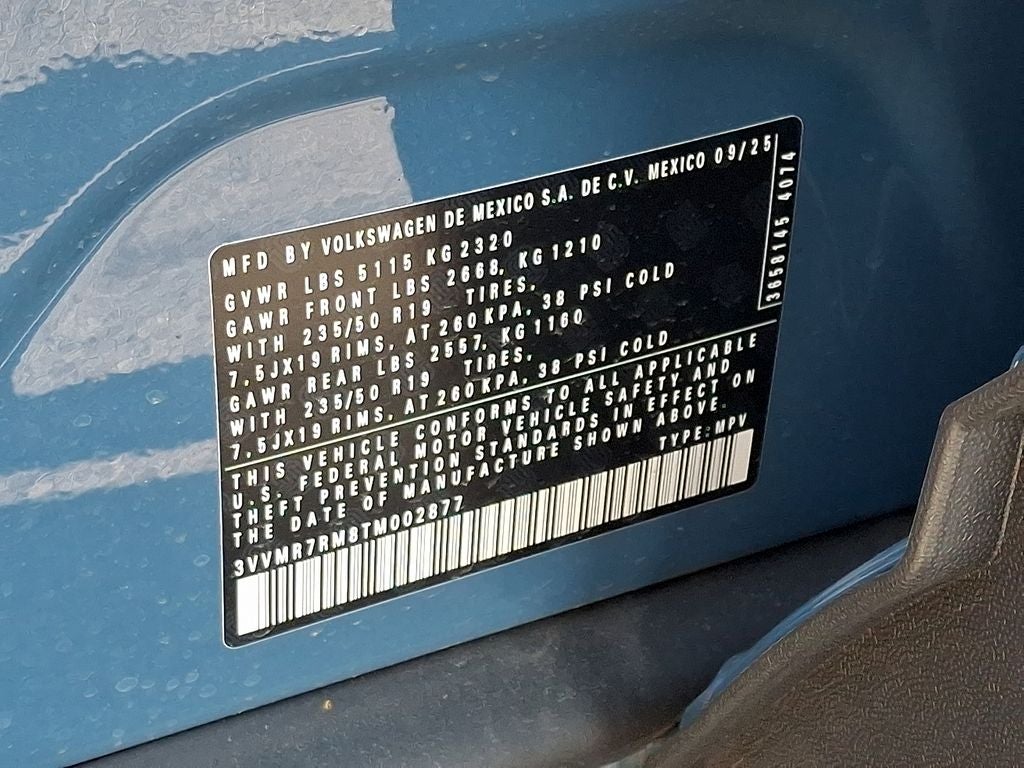 MFD BY VOLKSWAGEN DE MEXICO S.A. DE C.V. MEXICO 09/25
GVWR LBS 5115 KG 2320
GAWR FRONT LBS 2668, KG 1210
WITH 235/50 R19 TIRES,
7,5JX19 RIMS, AT 260 KPA, 38 PSI COLD
GAWR REAR LBS 2557, KG 1160
WITH 235/50 R19 TIRES,
7,5JX19 RIMS, AT 260 KPA, 38 PSI COLD
THIS VEHICLE CONFORMS TO ALL APPLICABLE
U.S. FEDERAL MOTOR VEHICLE SAFETY AND
THEFT PREVENTION STANDARDS IN EFFECT ON
THE DATE OF MANUFACTURE SHOWN ABOVE.
3VVMR7RM8TM002877 TYPE: MPV
3658145 4074